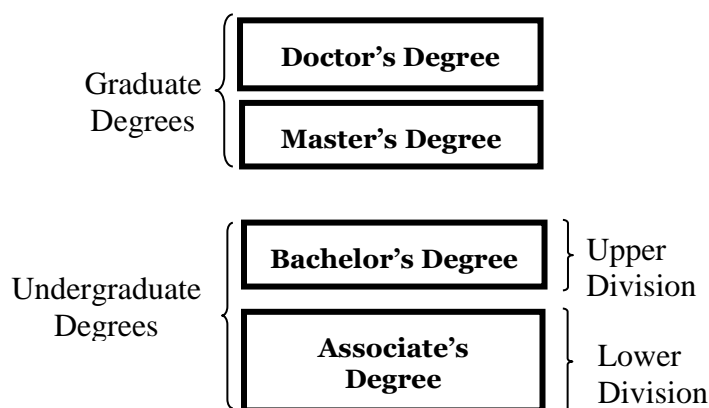 Doctor’s Degree
Graduate
Degrees
Master’s Degree
Bachelor’s Degree
Upper
Division
Undergraduate
Degrees
Associate’s
Degree
Lower
Division